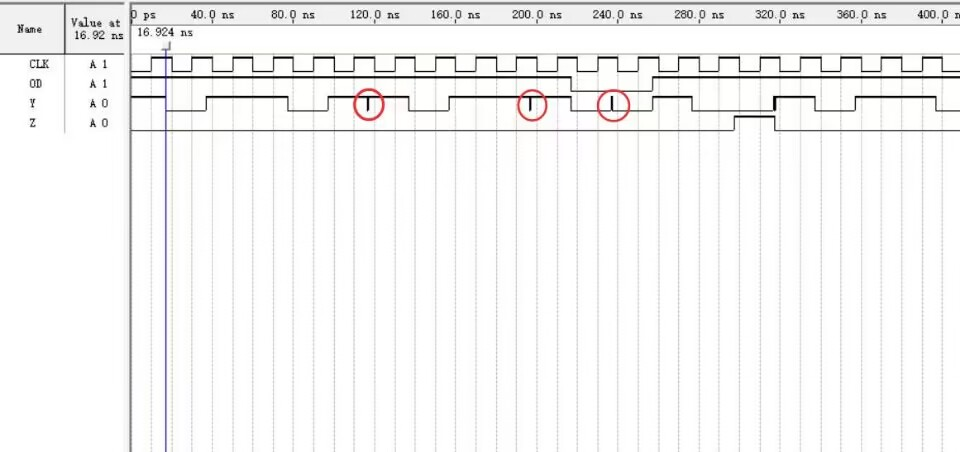 Name
Value at
16.92 ns
0 ps
40.0 ns
80.0 ns
120.0 ns
160.0 ns
200.0 ns
240.0 ns
280.0 ns
320.0 ns
360.0 ns
400.0
16.924 ns
CLK A 1
OD A 1
Y A 0
Z A 0